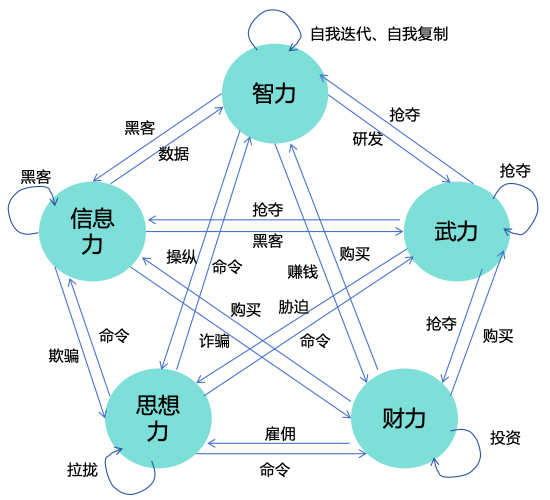 自我迭代、自我复制
智力
抢夺
黑客
研发
数据
黑客
抢夺
信息
力
抢夺
武力
黑客
操纵
命令
赚钱
购买
购买
胁迫
抢夺
诈骗
命令
购买
命令
欺骗
思想
力
财力
雇佣
投资
拉拢
命令